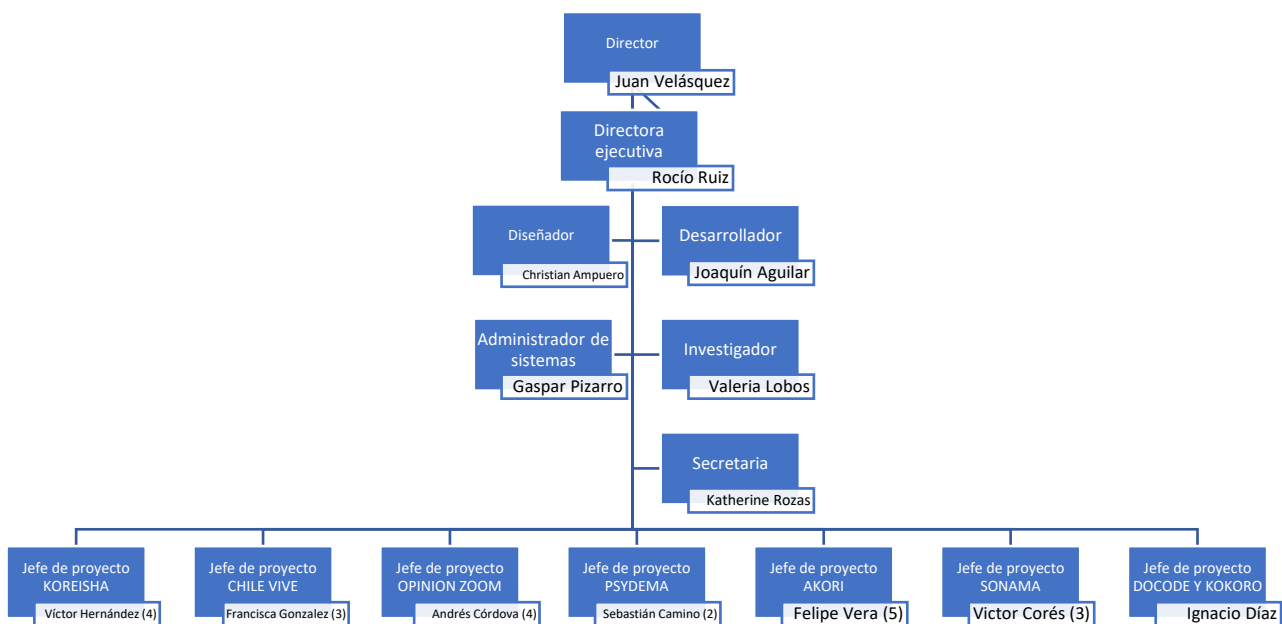 Director
Juan Velásquez
Directora
ejecutiva
Rocío Ruiz
Diseñador
Christian Ampuero
Desarrollador
Joaquín Aguilar
Administrador de
sistemas
Gaspar Pizarro
Investigador
Valeria Lobos
Secretaria
Katherine Rozas
Jefe de proyecto
KOREISHA
Víctor Hernández (4)
Jefe de proyecto
CHILE VIVE
Francisca Gonzalez (3)
Jefe de proyecto
OPINION ZOOM
Andrés Córdova (4)
Jefe de proyecto
PSYDEMA
Sebastián Camino (2)
Jefe de proyecto
AKORI
Felipe Vera (5)
Jefe de proyecto
SONAMA
Victor Corés (3)
Jefe de proyecto
DOCODE Y KOKORO
Ignacio Díaz